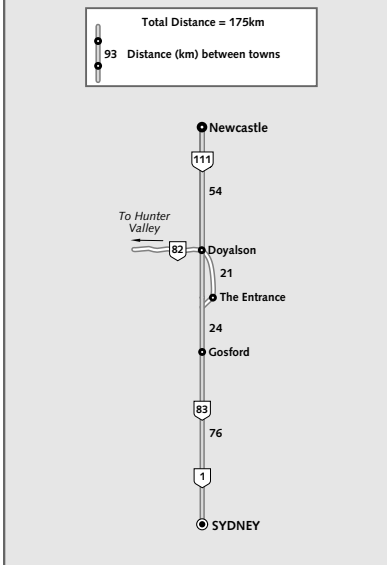 Total Distance = 175km
93 Distance (km) between towns
Newcastle
111
54
To Hunter
Valley
82
Doyalson
21
The Entrance
24
Gosford
83
76
1
SYDNEY